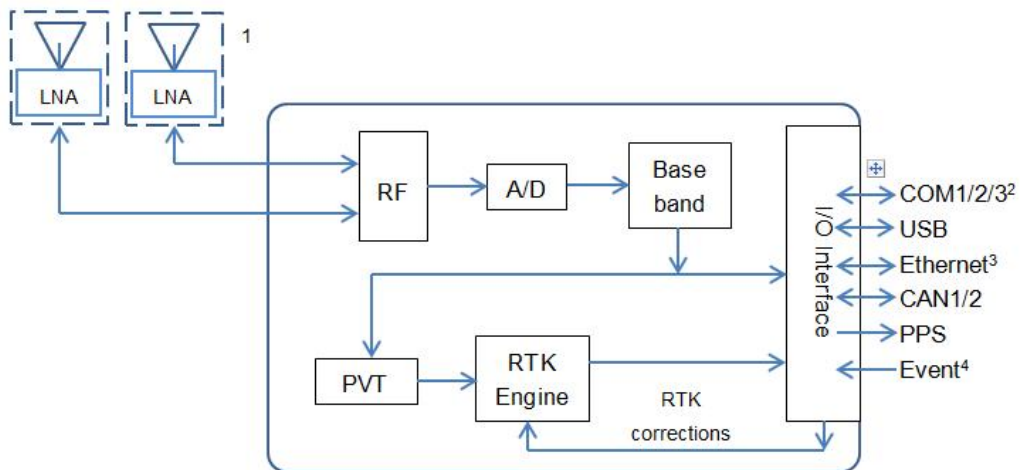 1
LNA
LNA
RF
A/D
Base
band
I/O Interface
COM1/2/3²
USB
Ethernet³
CAN1/2
PPS
Event⁴
PVT
RTK
Engine
RTK
corrections